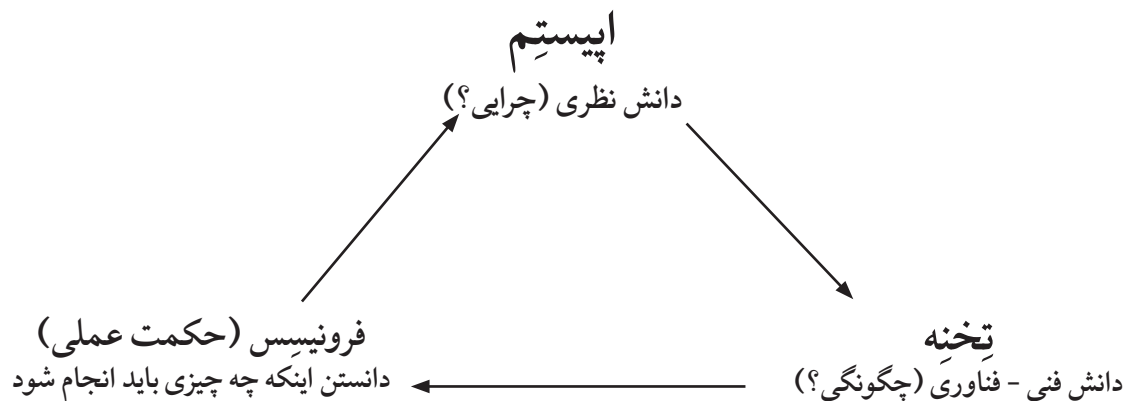 اپیستِم
دانش نظری (چرایی؟)
تِخنِه
دانش فنی - فناوری (چگونگی؟)
فرونیسِس (حکمت عملی)
دانستن اینکه چه چیزی باید انجام شود